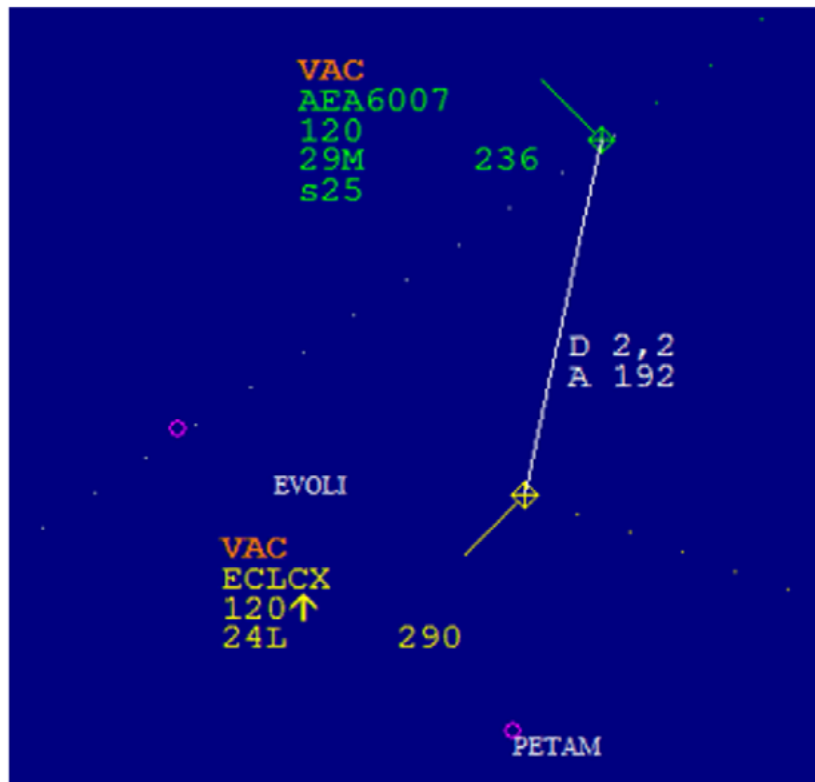 VAC
AEA6007
120
29M 236
s25
D 2,2
A 192
EVOLI
VAC
ECLCX
120↑
24L 290
PETAM